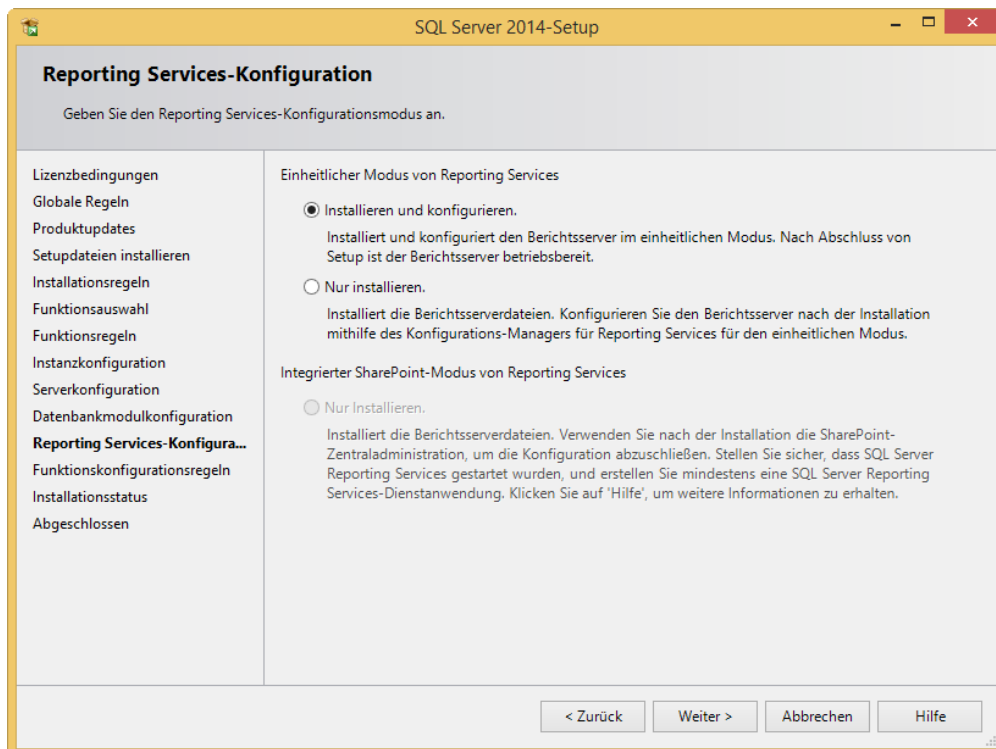 SQL Server 2014-Setup
Reporting Services-Konfiguration
Geben Sie den Reporting Services-Konfigurationsmodus an.
Lizenzbedingungen
Globale Regeln
Produktupdates
Setupdateien installieren
Installationsregeln
Funktionsauswahl
Funktionsregeln
Instanzkonfiguration
Serverkonfiguration
Datenbankmodulkonfiguration
Reporting Services-Konfigura...
Funktionskonfigurationsregeln
Installationsstatus
Abgeschlossen
Einheitlicher Modus von Reporting Services
Installieren und konfigurieren.
Installiert und konfiguriert den Berichtsserver im einheitlichen Modus. Nach Abschluss von
Setup ist der Berichtsserver betriebsbereit.
Nur installieren.
Installiert die Berichtsserverdateien. Konfigurieren Sie den Berichtsserver nach der Installation
mithilfe des Konfigurations-Managers für Reporting Services für den einheitlichen Modus.
Integrierter SharePoint-Modus von Reporting Services
Nur Installieren.
Installiert die Berichtsserverdateien. Verwenden Sie nach der Installation die SharePoint-
Zentraladministration, um die Konfiguration abzuschließen. Stellen Sie sicher, dass SQL Server
Reporting Services gestartet wurden, und erstellen Sie mindestens eine SQL Server Reporting
Services-Dienstanwendung. Klicken Sie auf 'Hilfe', um weitere Informationen zu erhalten.
< Zurück
Weiter >
Abbrechen
Hilfe